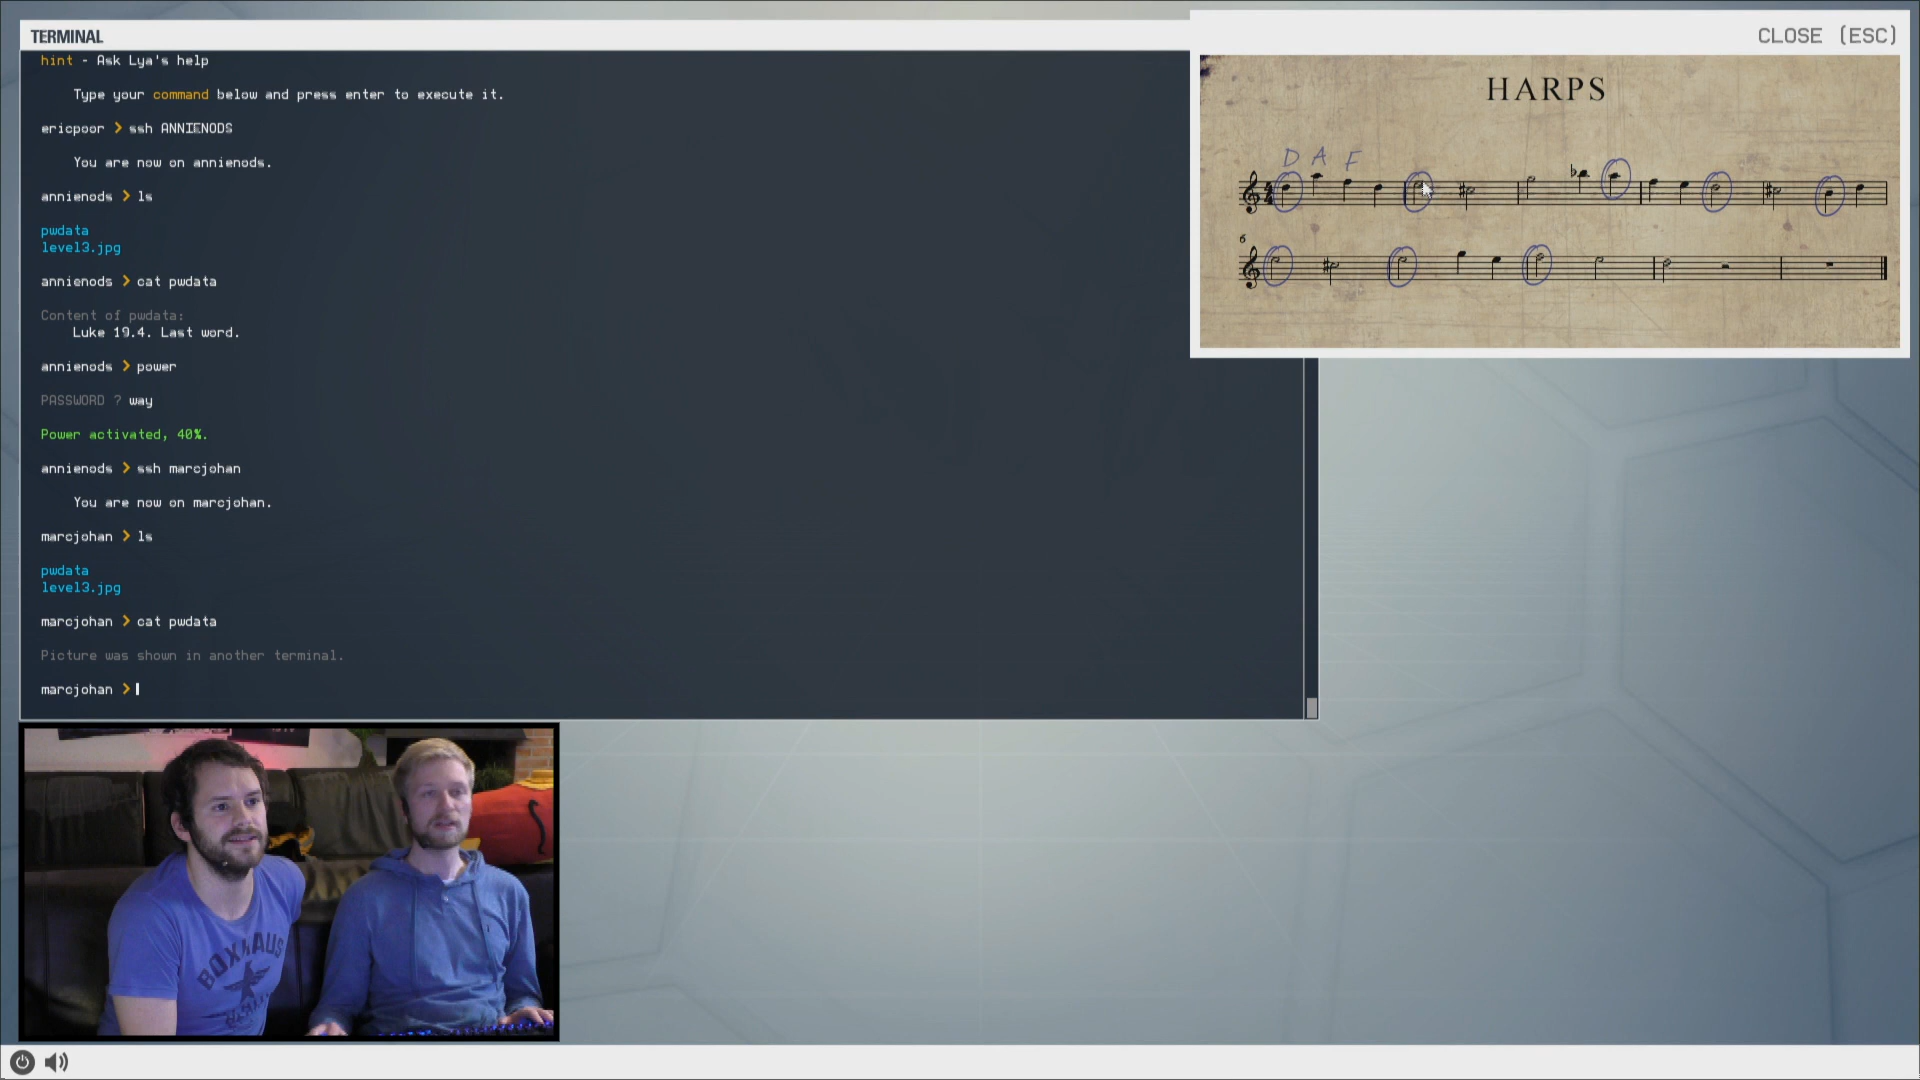 TERMINAL
CLOSE (ESC)
hint - Ask Lya's help
Type your command below and press enter to execute it.
ericpoor > ssh ANNIENODS
You are now on annienods.
annienods > ls
pwdata
level3.jpg
annienods > cat pwdata
Content of pwdata:
Luke 19.4. Last word.
annienods > power
PASSWORD ? way
Power activated, 40%.
annienods > ssh marcjohan
You are now on marcjohan.
marcjohan > ls
pwdata
level3.jpg
marcjohan > cat pwdata
Picture was shown in another terminal.
marcjohan >
HARPS
D A F
6
BOXHAUS